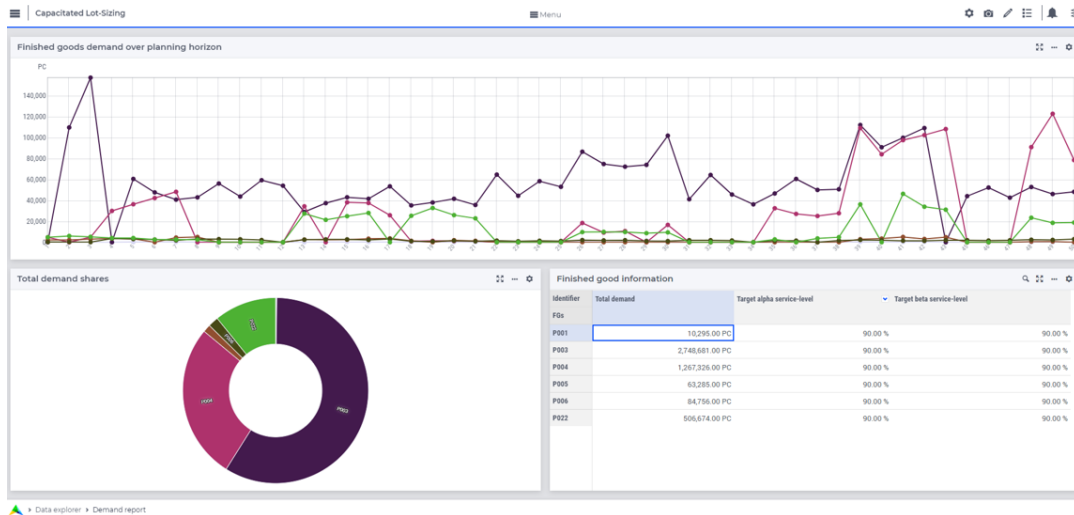 Capacitated Lot-Sizing
Menu
Finished goods demand over planning horizon
PC
140,000
120,000
100,000
80,000
60,000
40,000
20,000
Total demand shares
P003
P004
P006
Finished good information
Identifier Total demand Target alpha service-level Target beta service-level
FGs
P001 10,295.00 PC 90.00 % 90.00 %
P003 2,748,681.00 PC 90.00 % 90.00 %
P004 1,267,326.00 PC 90.00 % 90.00 %
P005 63,285.00 PC 90.00 % 90.00 %
P006 84,756.00 PC 90.00 % 90.00 %
P022 506,674.00 PC 90.00 % 90.00 %
Data explorer Demand report